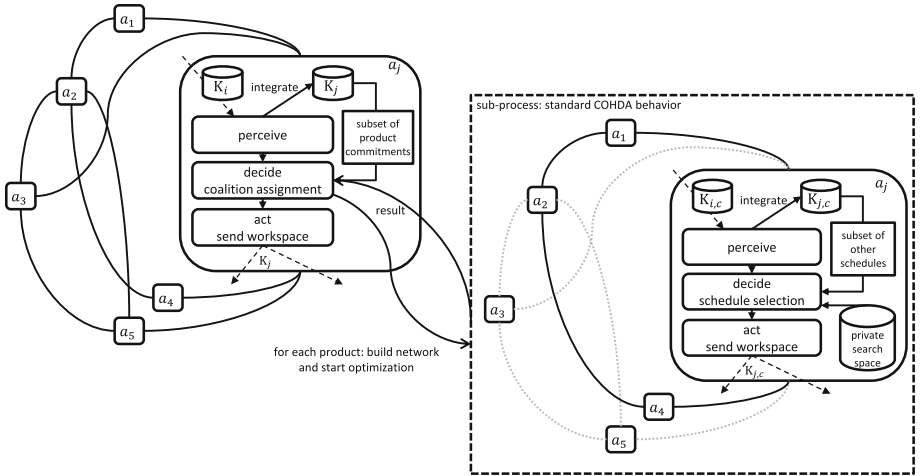 a1
a2
a3
a4
a5
aj
Ki
integrate
Kj
perceive
subset of
product
commitments
decide
coalition assignment
act
send workspace
Kj
result
for each product: build network
and start optimization
sub-process: standard COHDA behavior
a1
a2
a3
a4
a5
aj
Ki,c
integrate
Kj,c
perceive
subset of
other
schedules
decide
schedule selection
act
send workspace
private
search
space
Kj,c